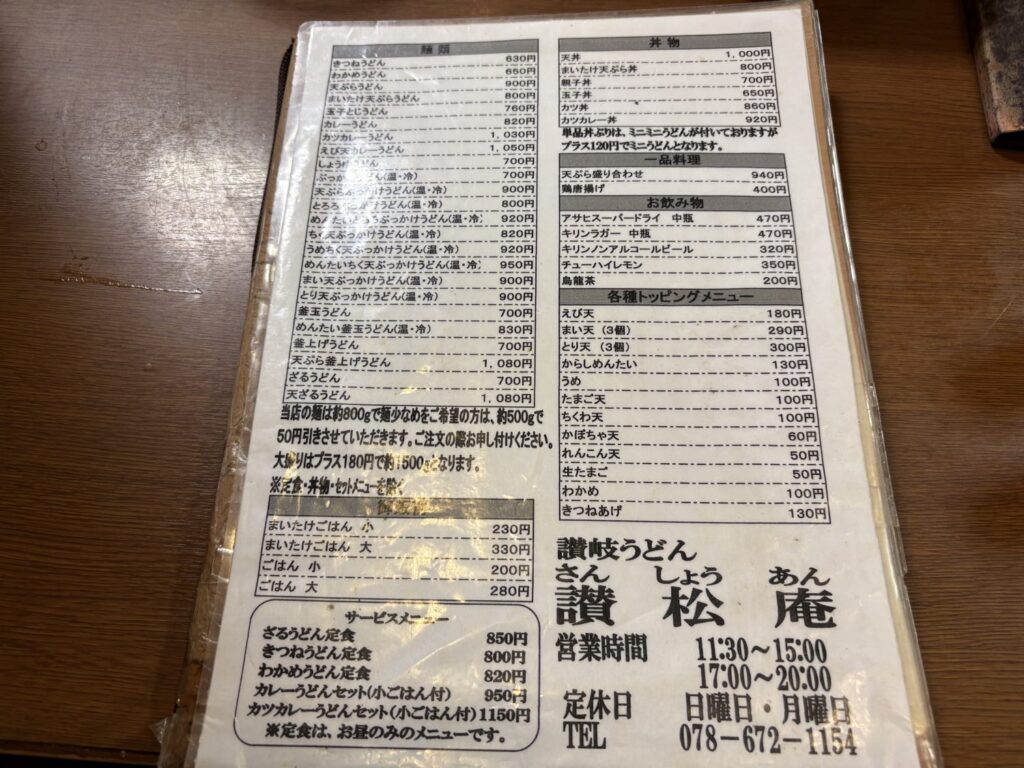 麺類
きつねうどん 630円
わかめうどん 650円
天ぷらうどん 900円
まいたけ天ぷらうどん 800円
玉子とじうどん 760円
カレーうどん 820円
カツカレーうどん 1,030円
えび天カレーうどん 1,050円
しょうゆうどん 700円
ぶっかけうどん(温・冷) 700円
天ぷらぶっかけうどん(温・冷) 900円
とろろぶっかけうどん(温・冷) 800円
めんたいとろろぶっかけうどん(温・冷) 920円
ちく天ぶっかけうどん(温・冷) 820円
うめちく天ぶっかけうどん(温・冷) 920円
めんたいちく天ぶっかけうどん(温・冷) 950円
まい天ぶっかけうどん(温・冷) 900円
とり天ぶっかけうどん(温・冷) 900円
釜玉うどん 700円
めんたい釜玉うどん(温・冷) 830円
釜上げうどん 700円
天ぷら釜上げうどん 1,080円
ざるうどん 700円
天ざるうどん 1,080円
当店の麺は約800gで麺少なめをご希望の方は、約500gで
50円引きさせていただきます。ご注文の際お申し付けください。
大盛りはプラス180円で約1500gとなります。
※定食・丼物・セットメニューを除く
御飯
まいたけごはん 小 230円
まいたけごはん 大 330円
ごはん 小 200円
ごはん 大 280円
サービスメニュー
ざるうどん定食 850円
きつねうどん定食 800円
わかめうどん定食 820円
カレーうどんセット(小ごはん付) 950円
カツカレーうどんセット(小ごはん付) 1150円
※定食は、お昼のみのメニューです。
丼物
天丼 1,000円
まいたけ天ぷら丼 800円
親子丼 700円
玉子丼 650円
カツ丼 860円
カツカレー丼 920円
単品丼ぶりは、ミニミニうどんが付いておりますが
プラス120円でミニうどんとなります。
一品料理
天ぷら盛り合わせ 940円
鶏唐揚げ 400円
お飲み物
アサヒスーパードライ 中瓶 470円
キリンラガー 中瓶 470円
キリンノンアルコールビール 320円
チューハイレモン 350円
烏龍茶 200円
各種トッピングメニュー
えび天 180円
まい天(3個) 290円
とり天(3個) 300円
からしめんたい 130円
うめ 100円
たまご天 100円
ちくわ天 100円
かぼちゃ天 60円
れんこん天 50円
生たまご 50円
わかめ 100円
きつねあげ 130円
讃岐うどん
さん しょう あん
讃 松 庵
営業時間 11:30～15:00
17:00～20:00
定休日 日曜日・月曜日
TEL 078－672－1154